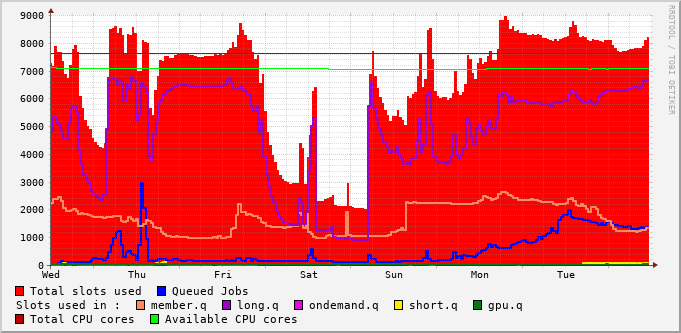 RRDTOOL / TOBI OETIKER
9000
8000
7000
6000
5000
4000
3000
2000
1000
0
Wed Thu Fri Sat Sun Mon Tue
Total slots used Queued Jobs
Slots used in : member.q long.q ondemand.q short.q gpu.q
Total CPU cores Available CPU cores